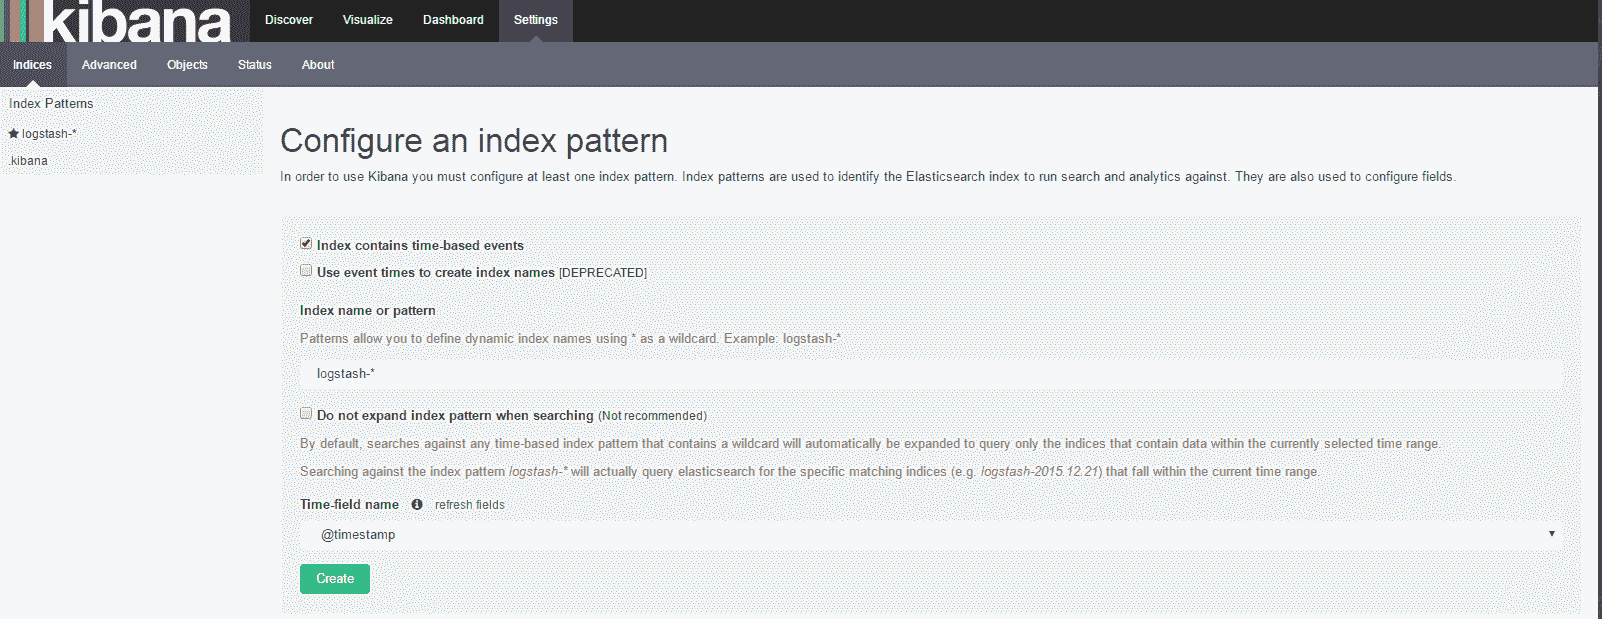 kibana Discover Visualize Dashboard Settings
Indices Advanced Objects Status About
Index Patterns
logstash-*
.kibana
Configure an index pattern
In order to use Kibana you must configure at least one index pattern. Index patterns are used to identify the Elasticsearch index to run search and analytics against. They are also used to configure fields.
Index contains time-based events
Use event times to create index names [DEPRECATED]
Index name or pattern
Patterns allow you to define dynamic index names using * as a wildcard. Example: logstash-*
logstash-*
Do not expand index pattern when searching (Not recommended)
By default, searches against any time-based index pattern that contains a wildcard will automatically be expanded to query only the indices that contain data within the currently selected time range.
Searching against the index pattern logstash-* will actually query elasticsearch for the specific matching indices (e.g. logstash-2015.12.21) that fall within the current time range.
Time-field name refresh fields
@timestamp
Create